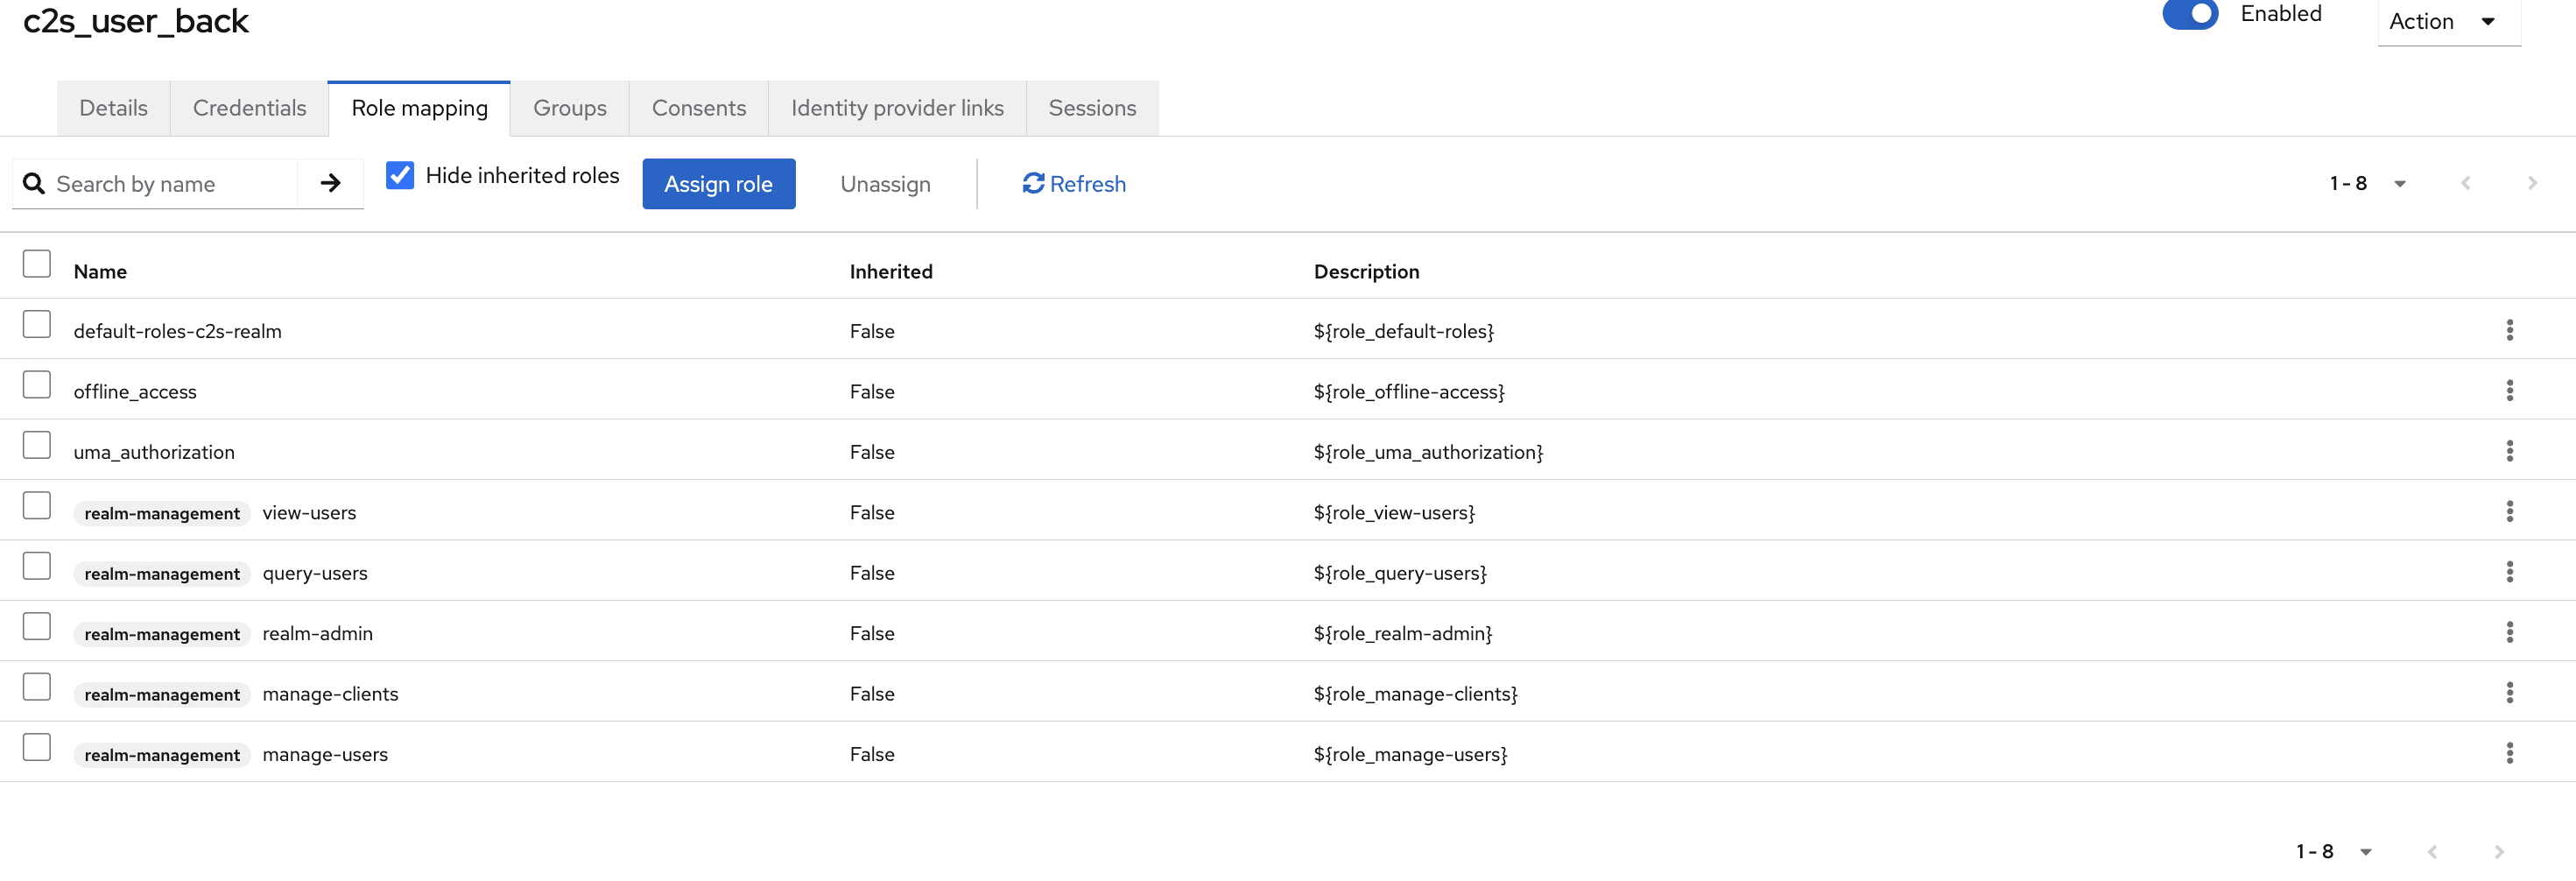 c2s_user_back
Enabled
Action
Details Credentials Role mapping Groups Consents Identity provider links Sessions
Search by name Hide inherited roles Assign role Unassign Refresh 1 - 8
Name Inherited Description
default-roles-c2s-realm False ${role_default-roles}
offline_access False ${role_offline-access}
uma_authorization False ${role_uma_authorization}
realm-management view-users False ${role_view-users}
realm-management query-users False ${role_query-users}
realm-management realm-admin False ${role_realm-admin}
realm-management manage-clients False ${role_manage-clients}
realm-management manage-users False ${role_manage-users}
1 - 8